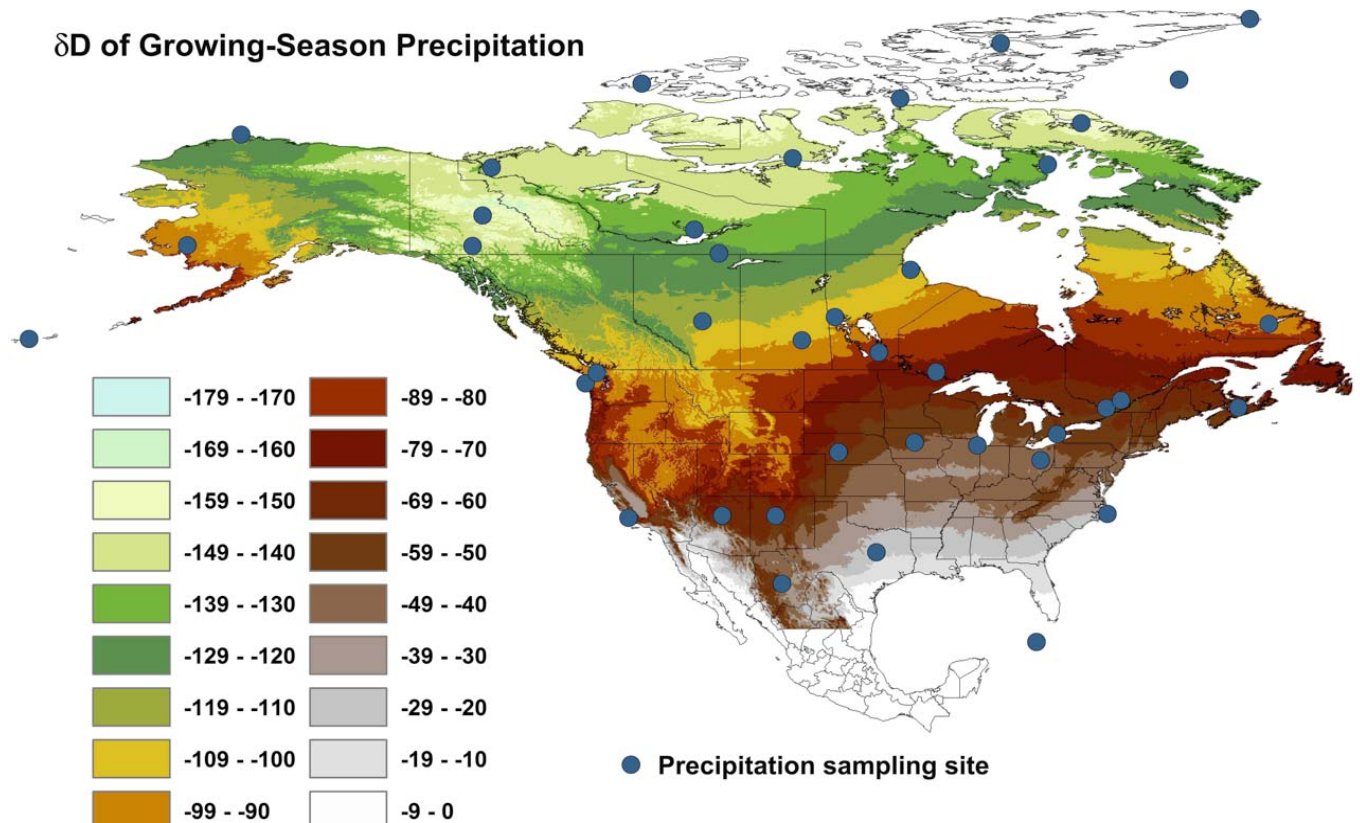 δD of Growing-Season Precipitation
-179 - -170
-169 - -160
-159 - -150
-149 - -140
-139 - -130
-129 - -120
-119 - -110
-109 - -100
-99 - -90
-89 - -80
-79 - -70
-69 - -60
-59 - -50
-49 - -40
-39 - -30
-29 - -20
-19 - -10
-9 - 0
Precipitation sampling site